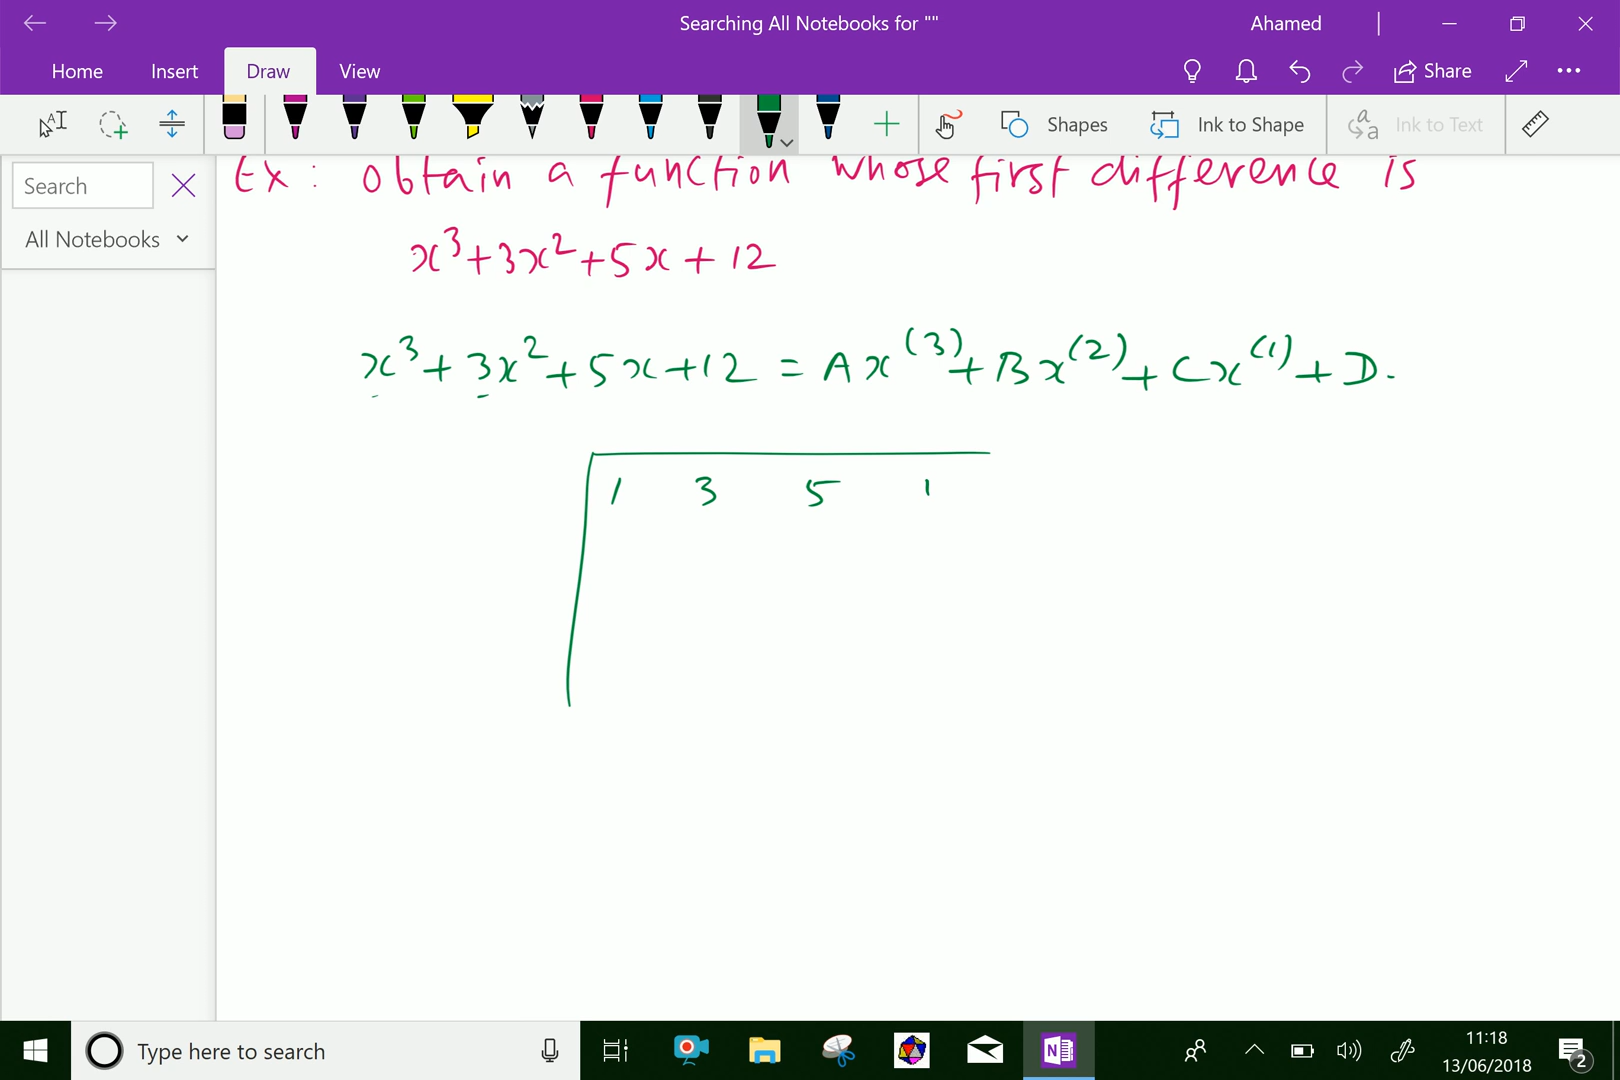 Searching All Notebooks for ""
Ahamed
Home Insert Draw View
Share
Shapes Ink to Shape Ink to Text
Search
All Notebooks
Ex : obtain a function whose first difference is
x³+3x²+5x+12
x³+3x²+5x+12 = Ax⁽³⁾+Bx⁽²⁾+Cx⁽¹⁾+D.
1 3 5 1
Type here to search
11:18
13/06/2018
2